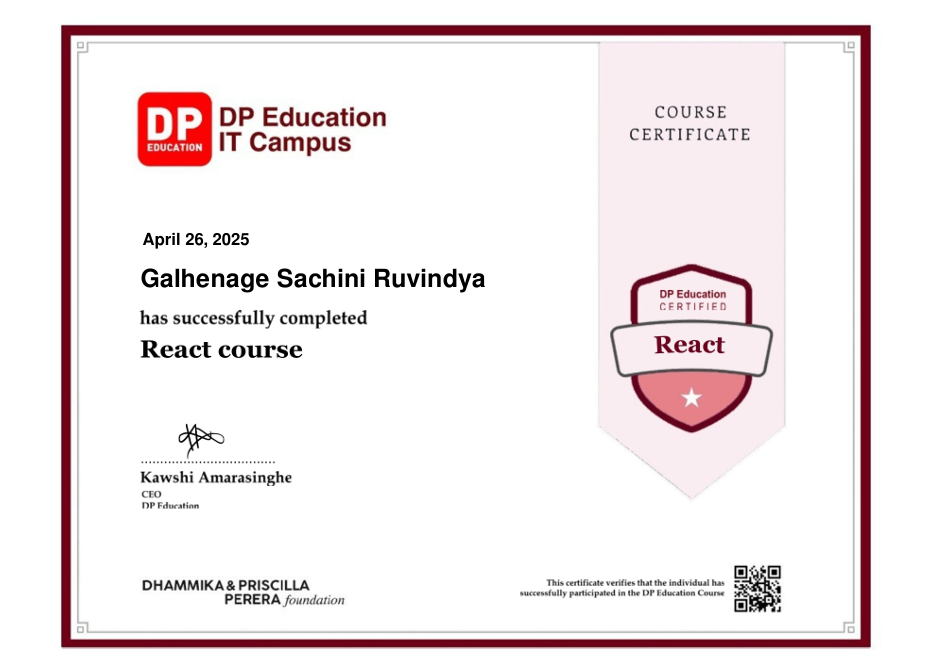 DP Education
EDUCATION IT Campus
COURSE
CERTIFICATE
April 26, 2025
Galhenage Sachini Ruvindya
has successfully completed
React course
DP Education
CERTIFIED
React
Kawshi Amarasinghe
CEO
DP Education
DHAMMIKA & PRISCILLA
PERERA foundation
This certificate verifies that the individual has
successfully participated in the DP Education Course